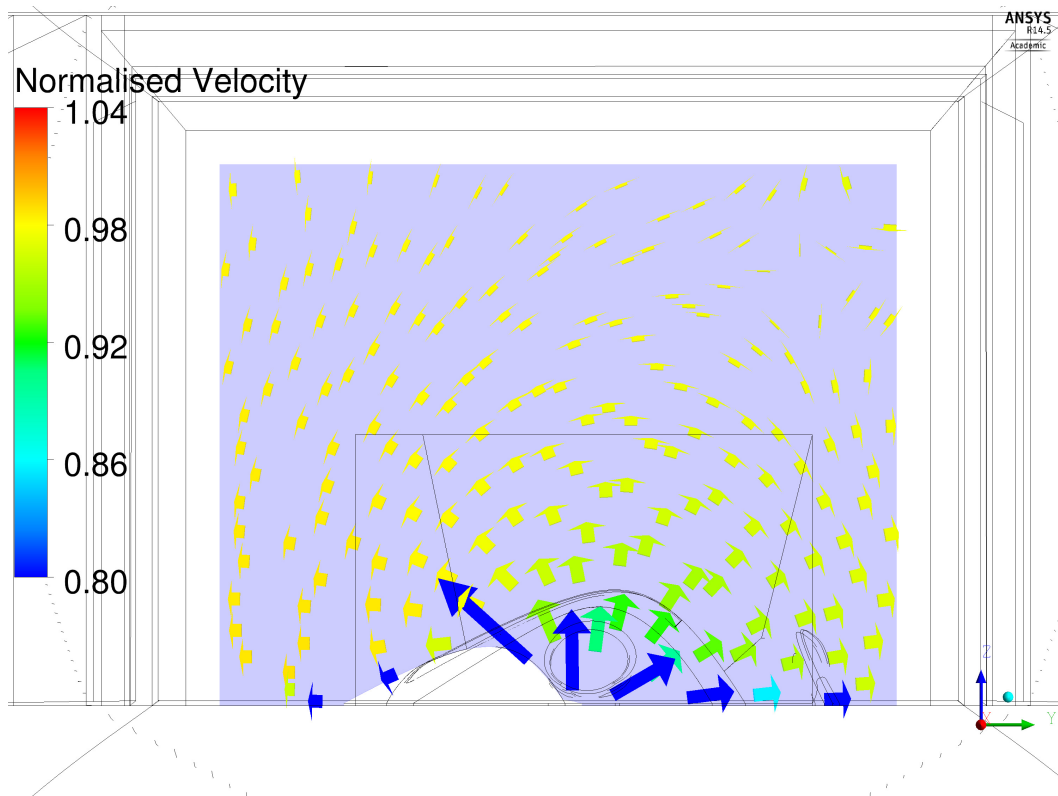 ANSYS
R14.5
Academic
Normalised Velocity
1.04
0.98
0.92
0.86
0.80
Z
X
Y